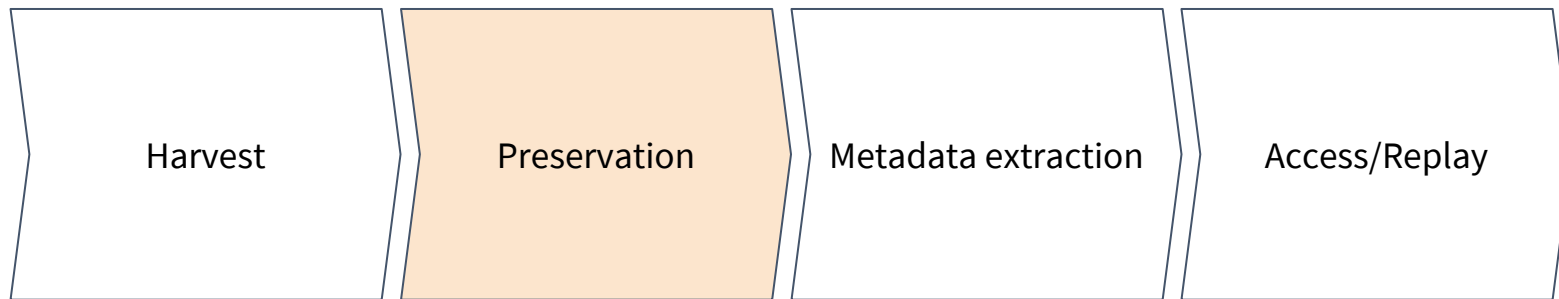 Harvest
Preservation
Metadata extraction
Access/Replay